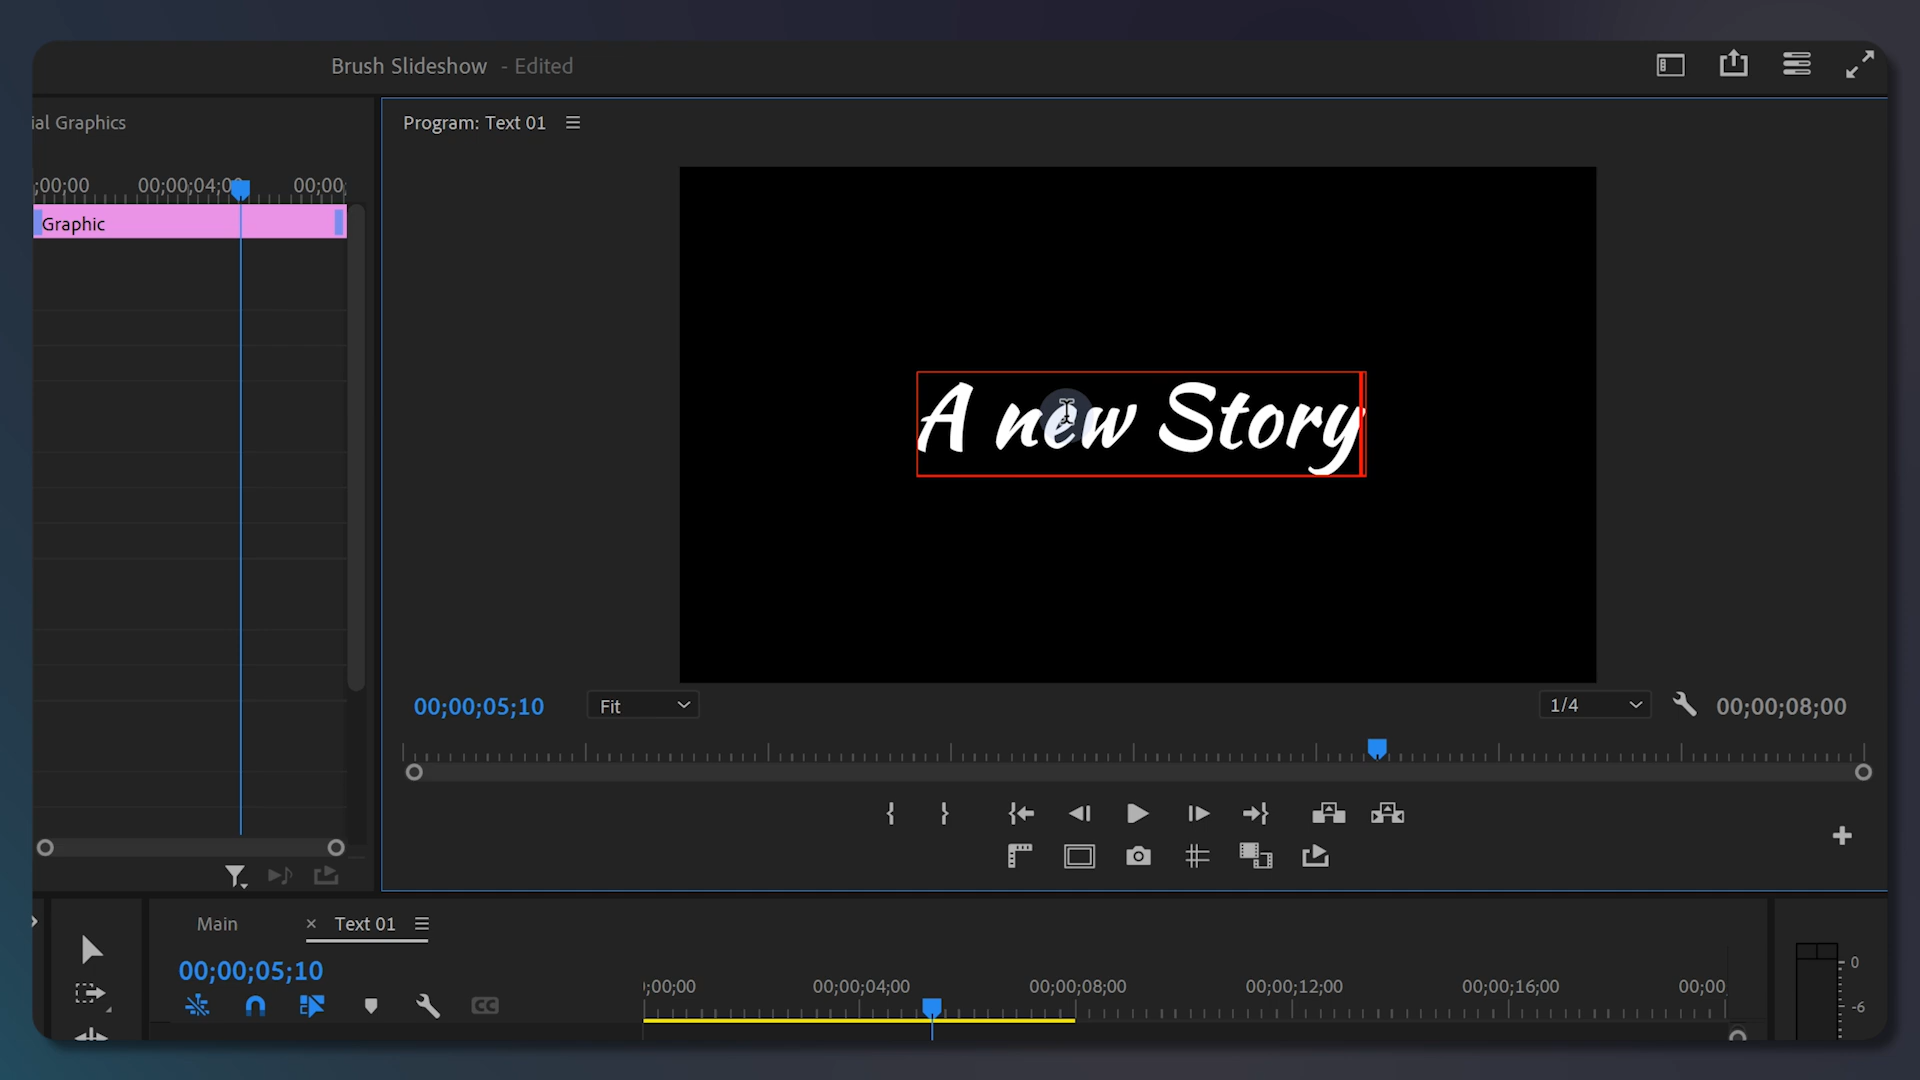 Brush Slideshow - Edited
ial Graphics
Program: Text 01
;00;00
00;00;04;0
00;00;
Graphic
A new Story
00;00;05;10
Fit
1/4
00;00;08;00
Main
× Text 01
00;00;05;10
CC
);00;00
00;00;04;00
00;00;08;00
00;00;12;00
00;00;16;00
00;00
0
-6